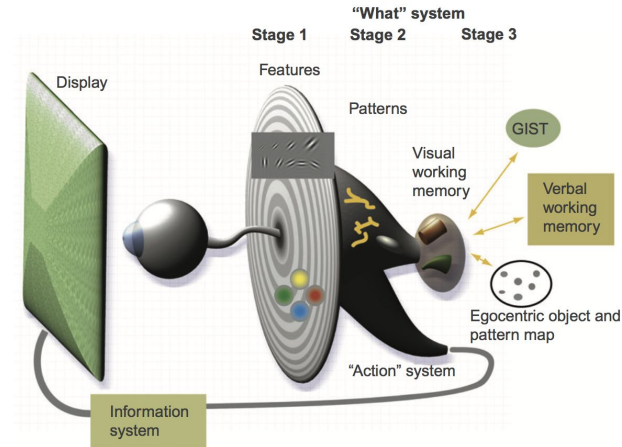 “What” system
Stage 1
Stage 2
Stage 3
Features
Display
Patterns
GIST
Visual
working
memory
Verbal
working
memory
Egocentric object and
pattern map
“Action” system
Information
system